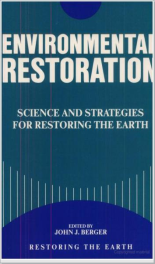 ENVIRONMENTAL
RESTORATION
SCIENCE AND STRATEGIES
FOR RESTORING THE EARTH
EDITED BY
JOHN J. BERGER
RESTORING THE EARTH